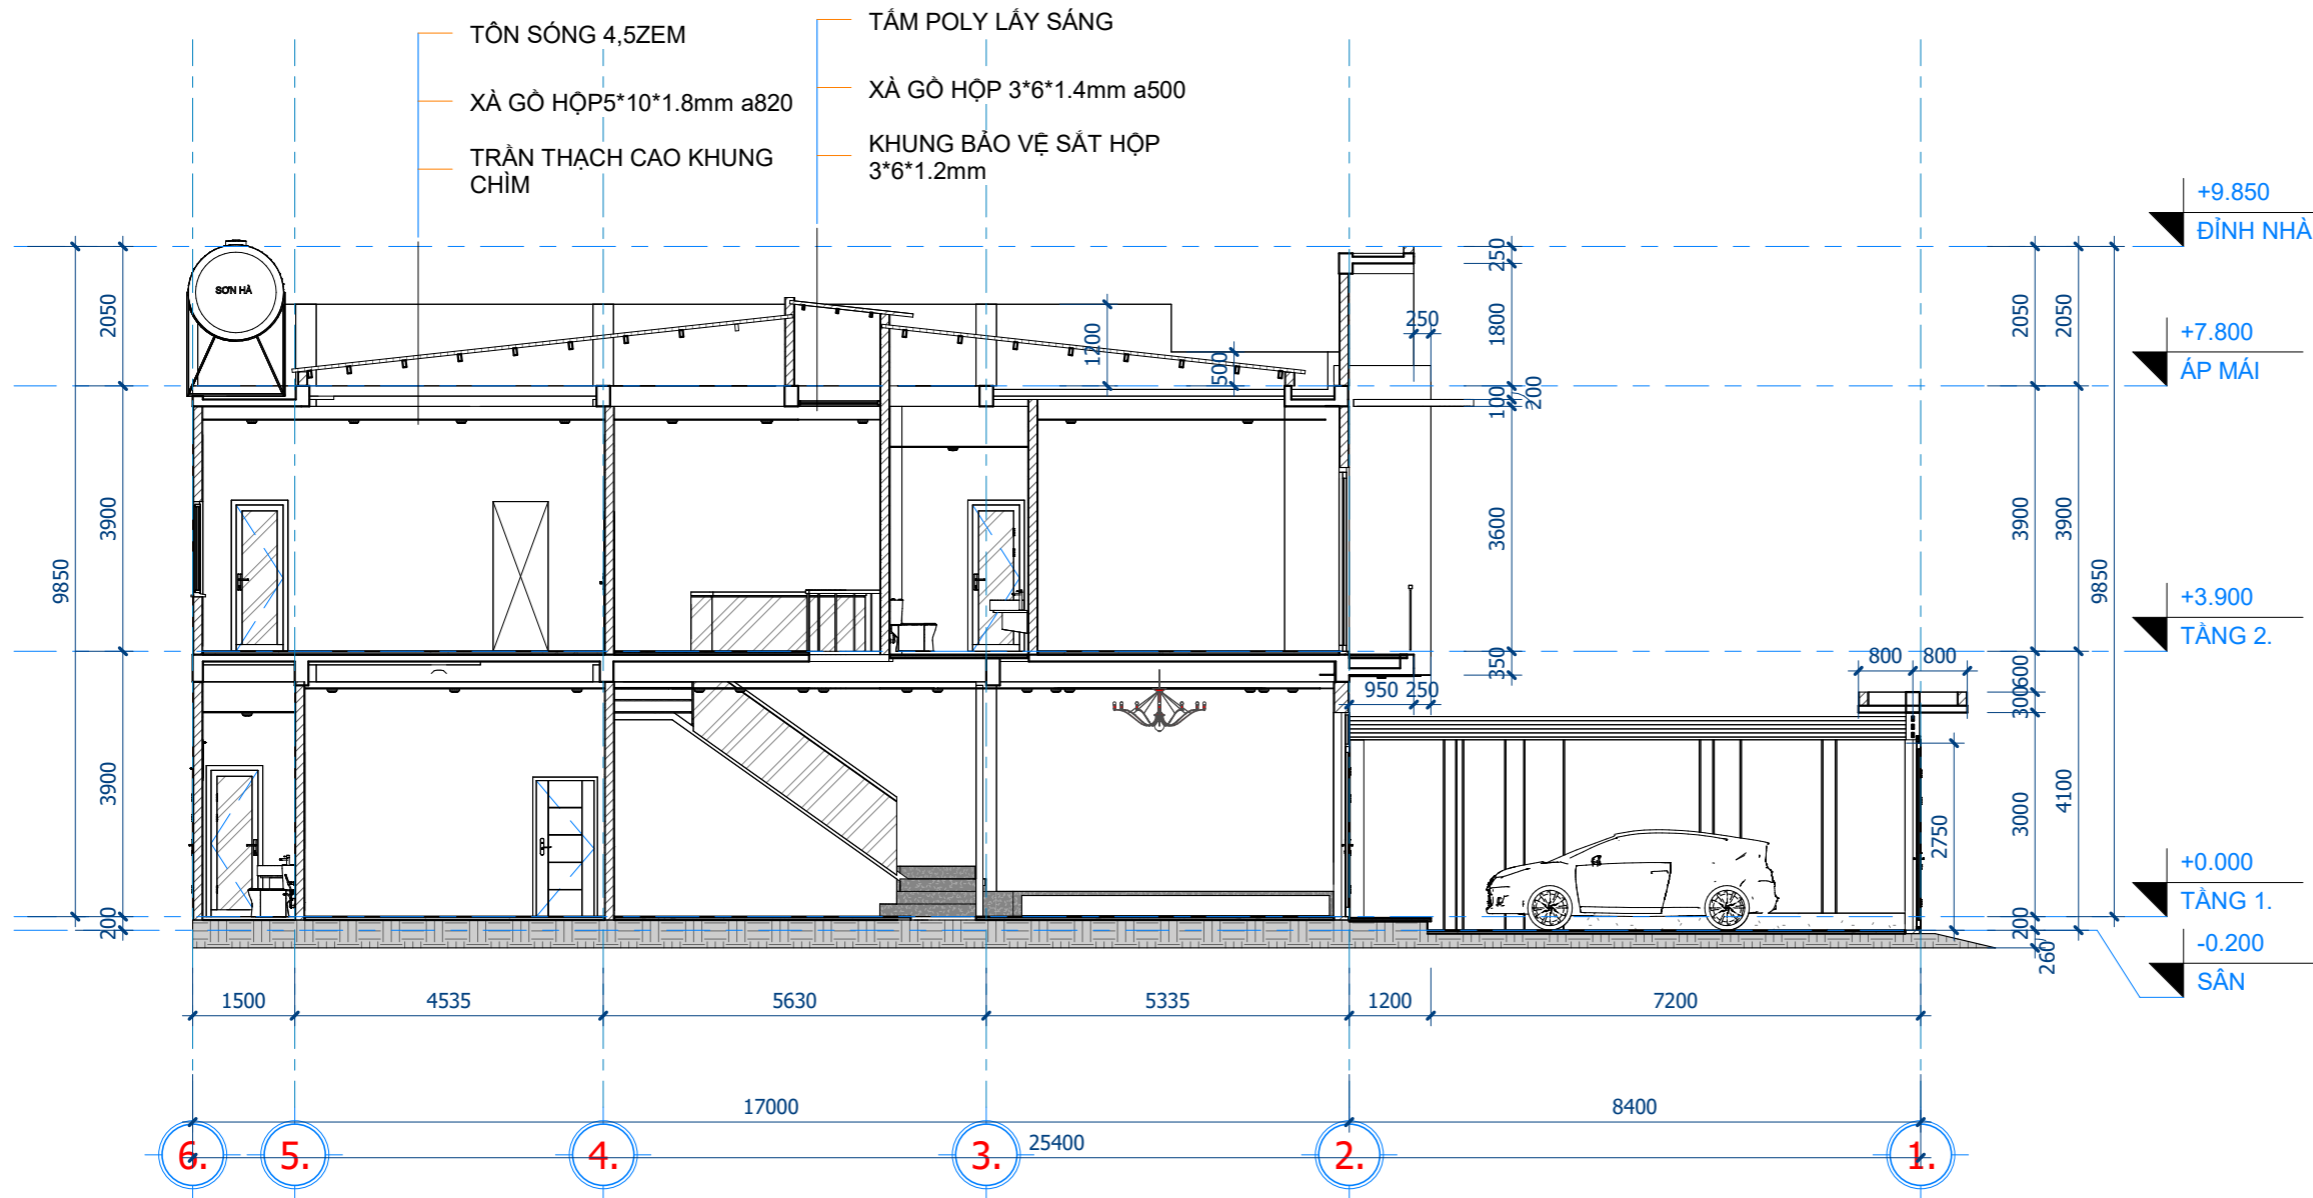 TÔN SÓNG 4,5ZEM
XÀ GỒ HỘP5*10*1.8mm a820
TRẦN THẠCH CAO KHUNG
CHÌM
TẤM POLY LẤY SÁNG
XÀ GỒ HỘP 3*6*1.4mm a500
KHUNG BẢO VỆ SẮT HỘP
3*6*1.2mm
+9.850
ĐỈNH NHÀ
+7.800
ÁP MÁI
+3.900
TẦNG 2.
+0.000
TẦNG 1.
-0.200
SÂN
SƠN HÀ
9850
2050
3900
3900
200
1200
500
250
250
1800
100
200
3600
350
950 250
800 800
600
300
2750
2050
3900
3000
200
260
2050
3900
4100
9850
1500 4535 5630 5335 1200 7200
17000 8400
25400
6. 5. 4. 3. 2. 1.